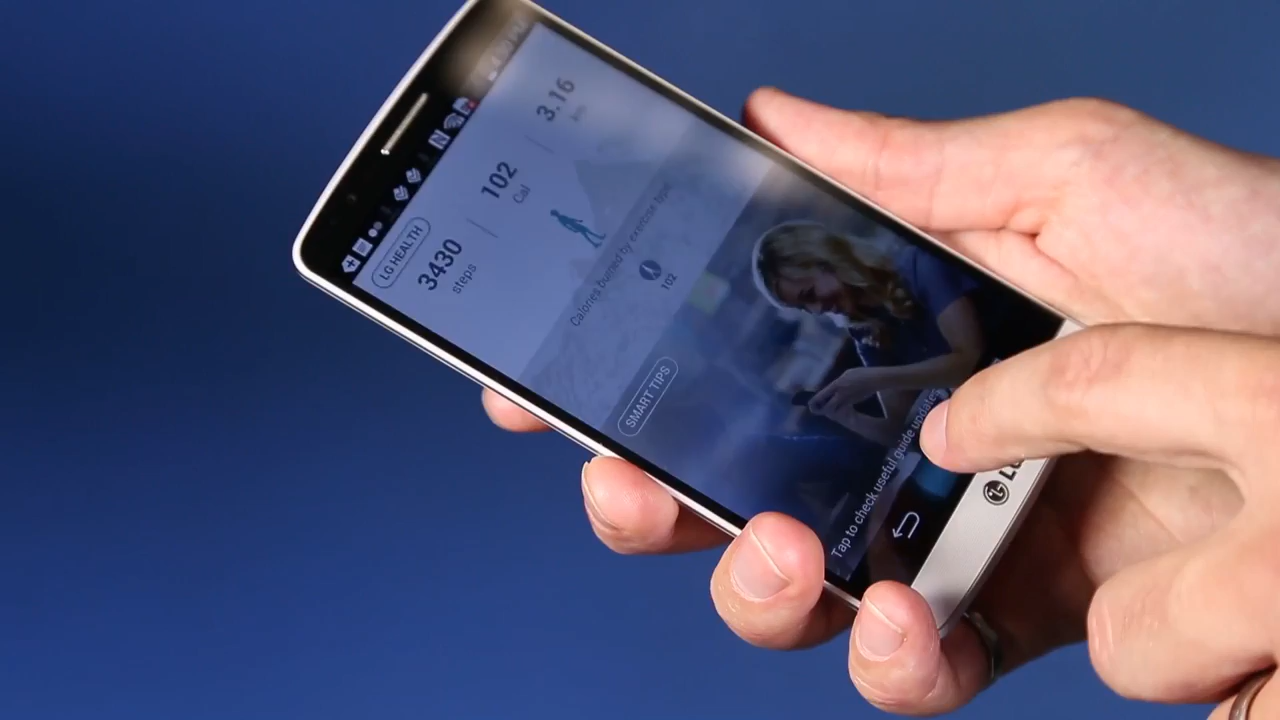 LG HEALTH
3430
steps
102
Cal
3.16
km
Calories burned by exercise type
102
SMART TIPS
Tap to check useful guide updates
LG